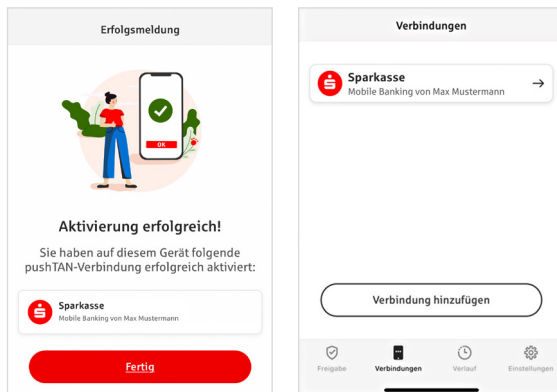 Erfolgsmeldung
OK
Aktivierung erfolgreich!
Sie haben auf diesem Gerät folgende
pushTAN-Verbindung erfolgreich aktiviert:
Sparkasse
Mobile Banking von Max Mustermann
Fertig
Verbindungen
Sparkasse
Mobile Banking von Max Mustermann
Verbindung hinzufügen
Freigabe
Verbindungen
Verlauf
Einstellungen